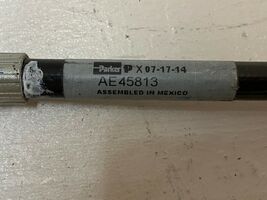 Parker P X 07-17-14
AE45813
ASSEMBLED IN MEXICO